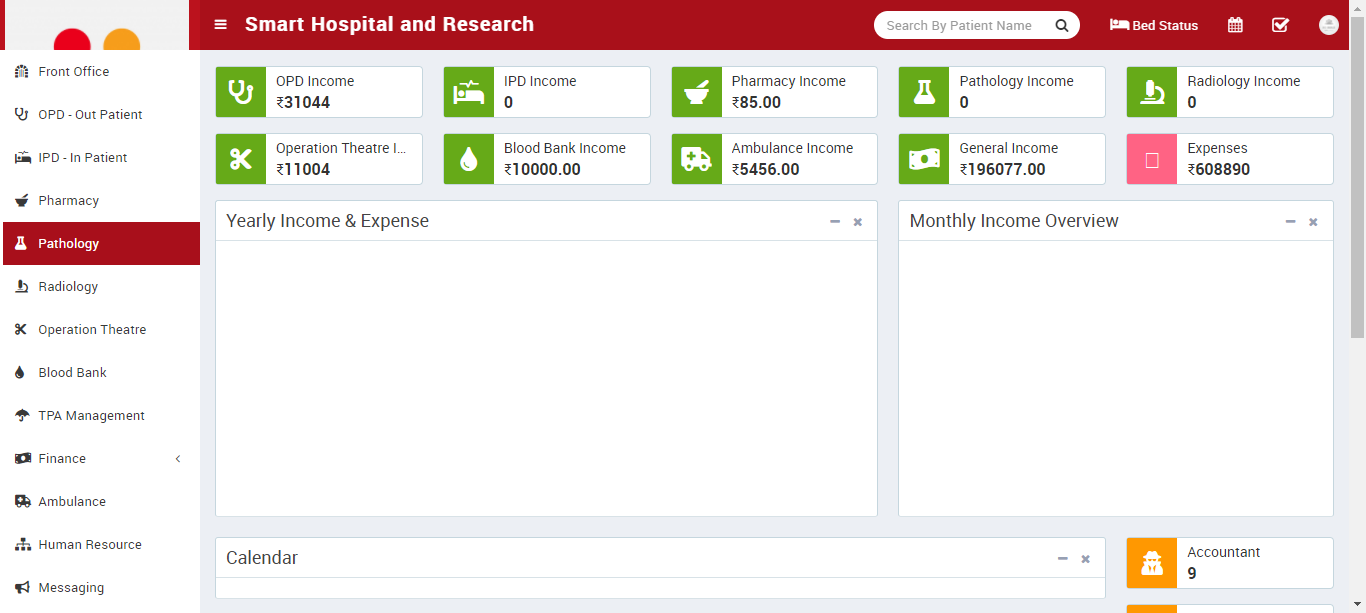 Smart Hospital and Research
Search By Patient Name
Bed Status
Front Office
OPD - Out Patient
IPD - In Patient
Pharmacy
Pathology
Radiology
Operation Theatre
Blood Bank
TPA Management
Finance
Ambulance
Human Resource
Messaging
OPD Income
₹31044
IPD Income
0
Pharmacy Income
₹85.00
Pathology Income
0
Radiology Income
0
Operation Theatre I...
₹11004
Blood Bank Income
₹10000.00
Ambulance Income
₹5456.00
General Income
₹196077.00
Expenses
₹608890
Yearly Income & Expense
Monthly Income Overview
Calendar
Accountant
9